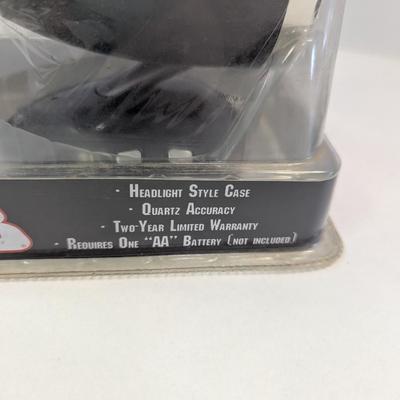 · Headlight Style Case
· Quartz Accuracy
· Two-Year Limited Warranty
· Requires One "AA" Battery (not included)